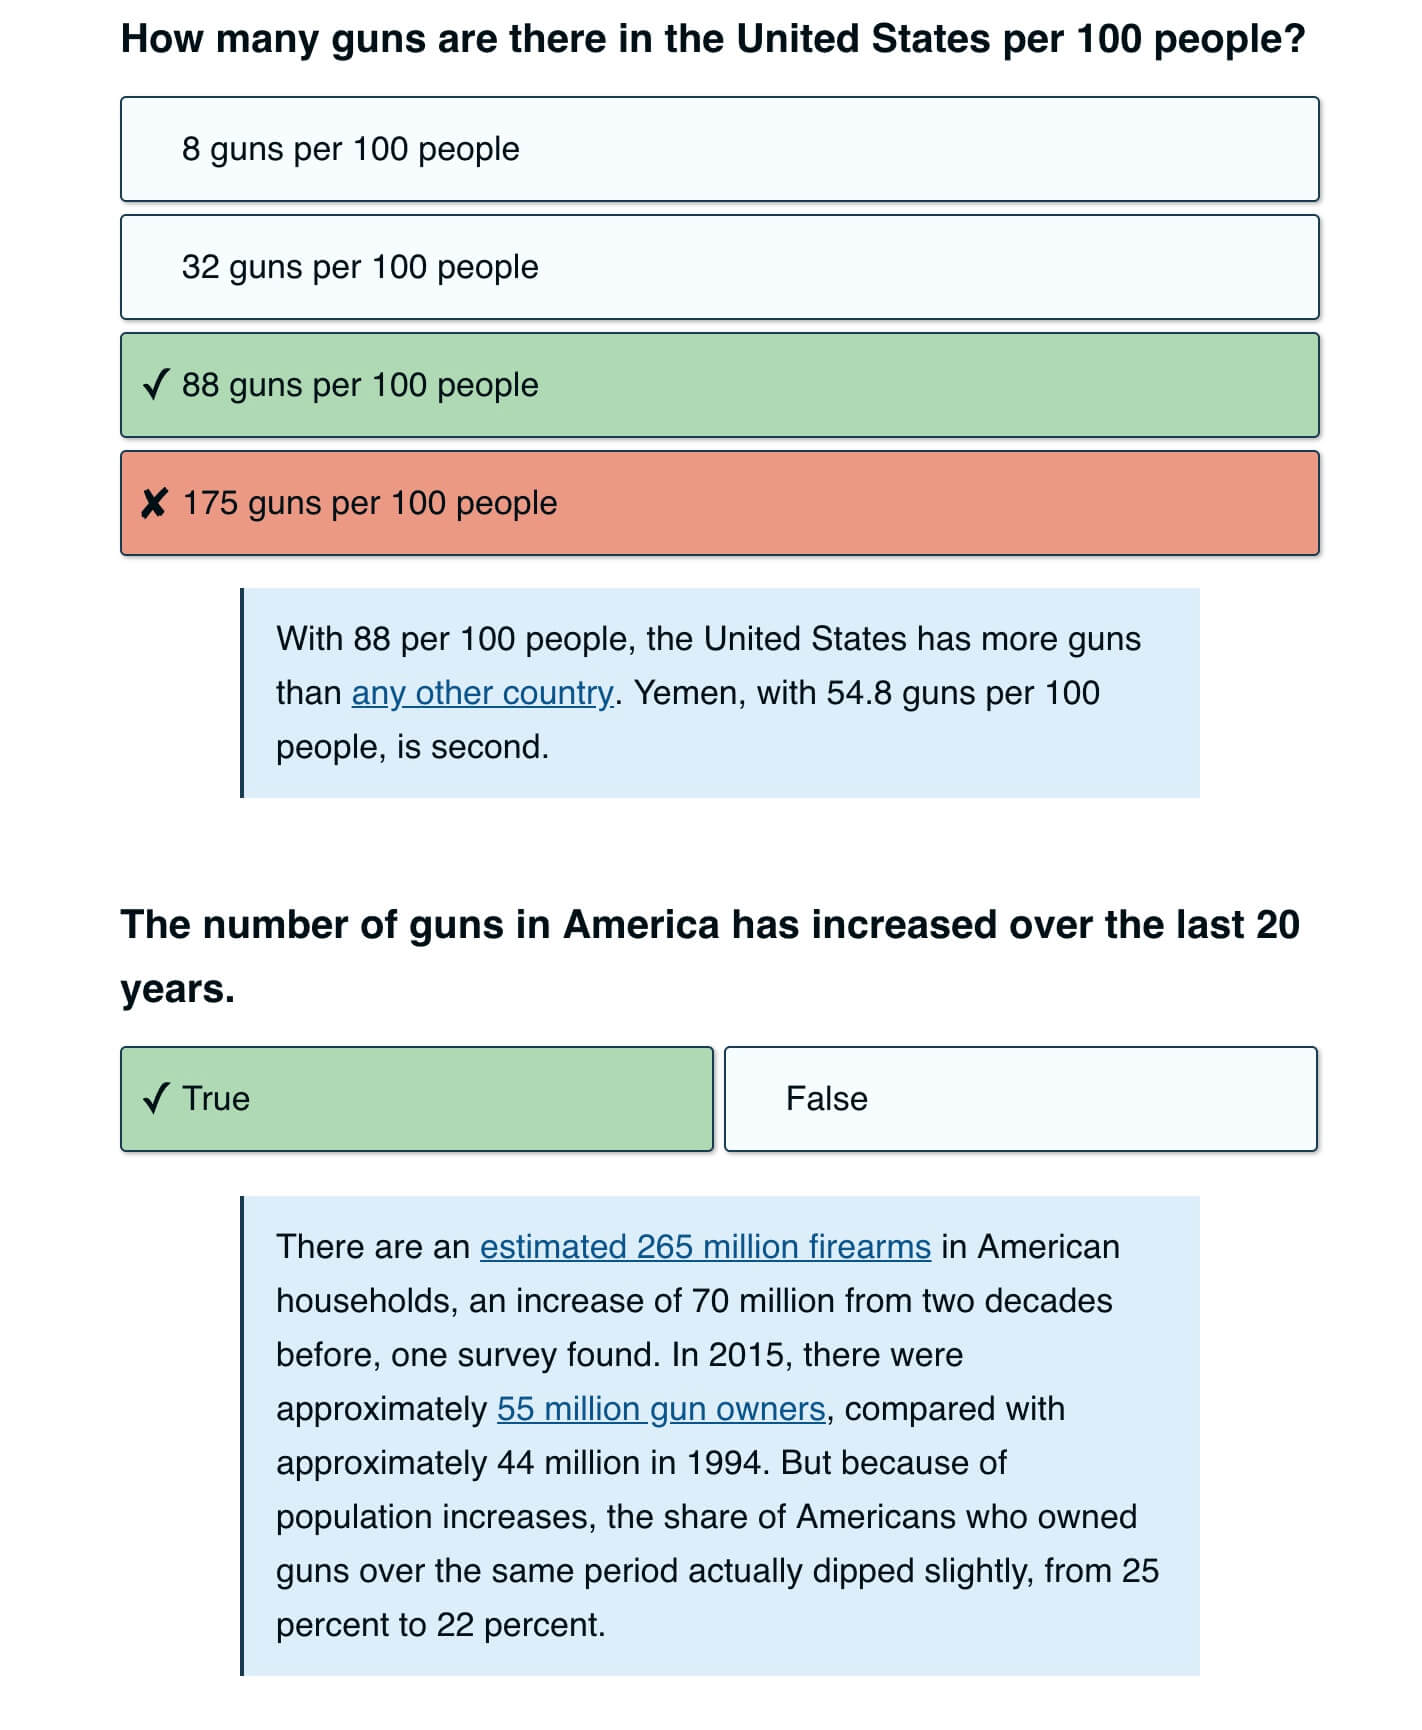 How many guns are there in the United States per 100 people?
8 guns per 100 people
32 guns per 100 people
✓ 88 guns per 100 people
✘ 175 guns per 100 people
With 88 per 100 people, the United States has more guns
than any other country. Yemen, with 54.8 guns per 100
people, is second.
The number of guns in America has increased over the last 20
years.
✓ True
False
There are an estimated 265 million firearms in American
households, an increase of 70 million from two decades
before, one survey found. In 2015, there were
approximately 55 million gun owners, compared with
approximately 44 million in 1994. But because of
population increases, the share of Americans who owned
guns over the same period actually dipped slightly, from 25
percent to 22 percent.